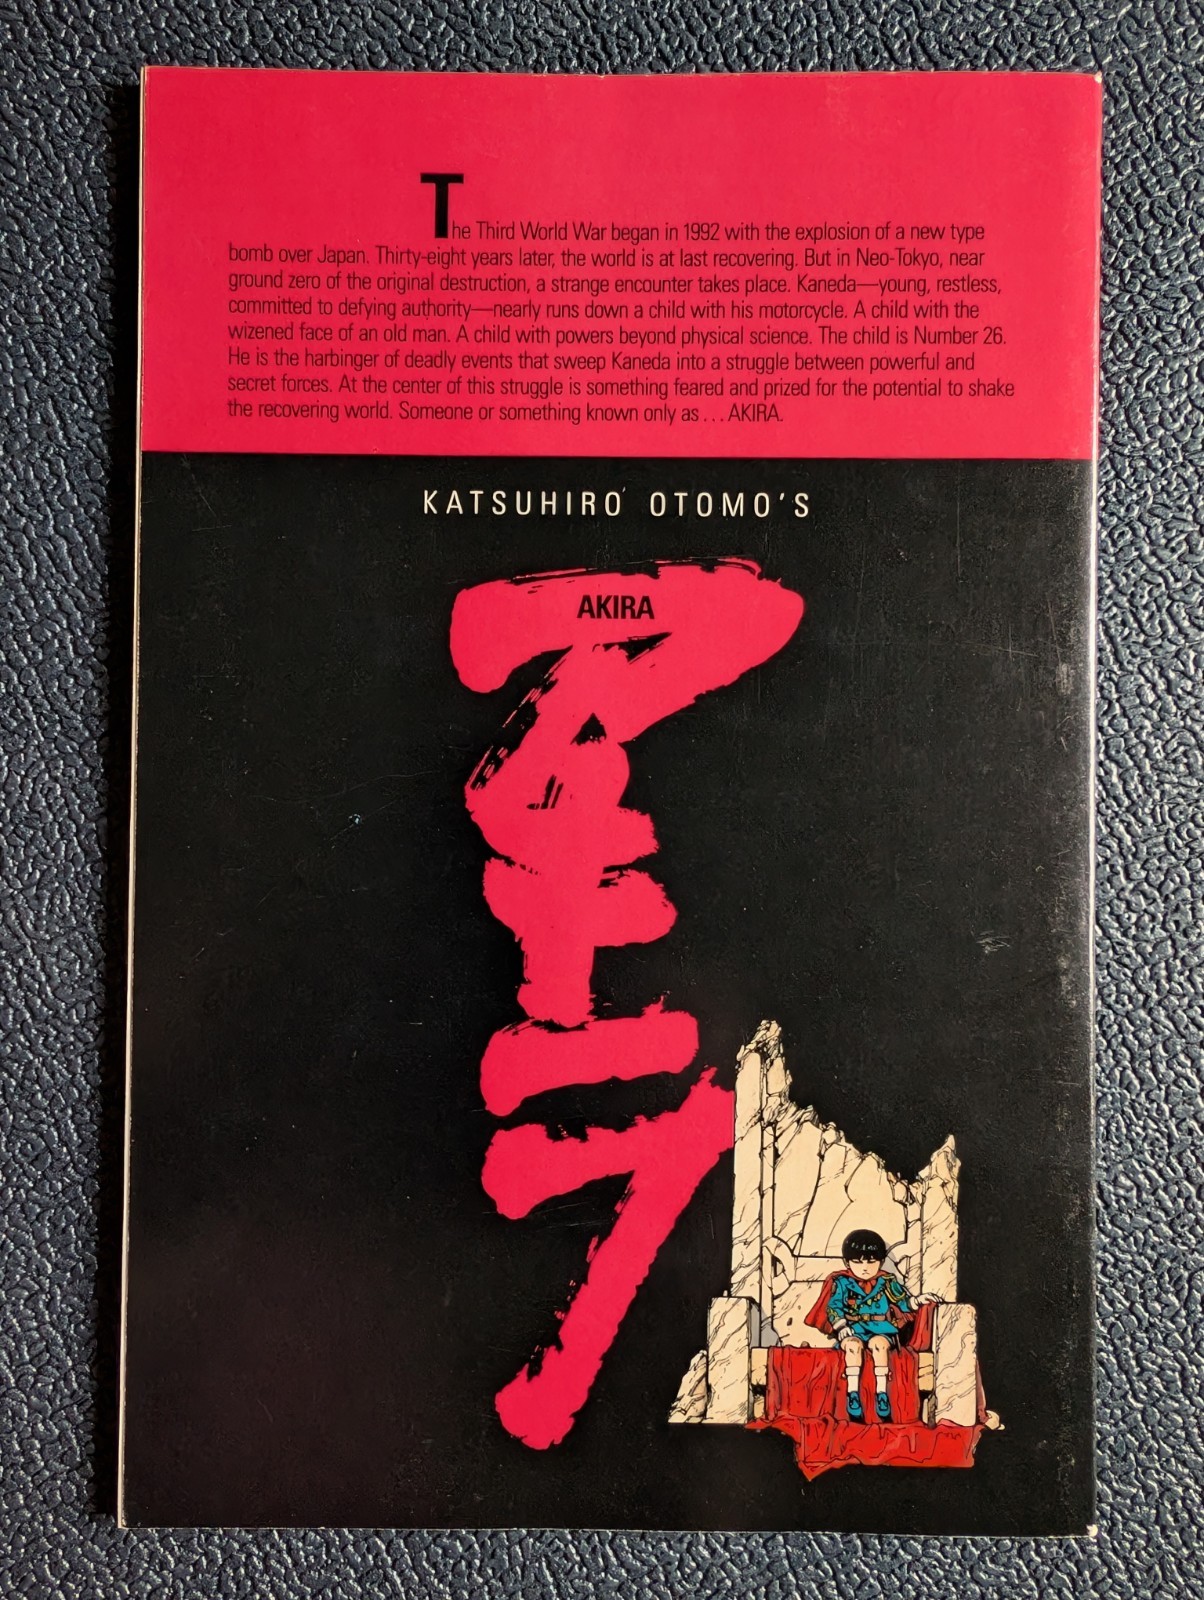 The Third World War began in 1992 with the explosion of a new type
bomb over Japan. Thirty-eight years later, the world is at last recovering. But in Neo-Tokyo, near
ground zero of the original destruction, a strange encounter takes place. Kaneda—young, restless,
committed to defying authority—nearly runs down a child with his motorcycle. A child with the
wizened face of an old man. A child with powers beyond physical science. The child is Number 26.
He is the harbinger of deadly events that sweep Kaneda into a struggle between powerful and
secret forces. At the center of this struggle is something feared and prized for the potential to shake
the recovering world. Someone or something known only as . . . AKIRA.
KATSUHIRO OTOMO'S
AKIRA
アキラ